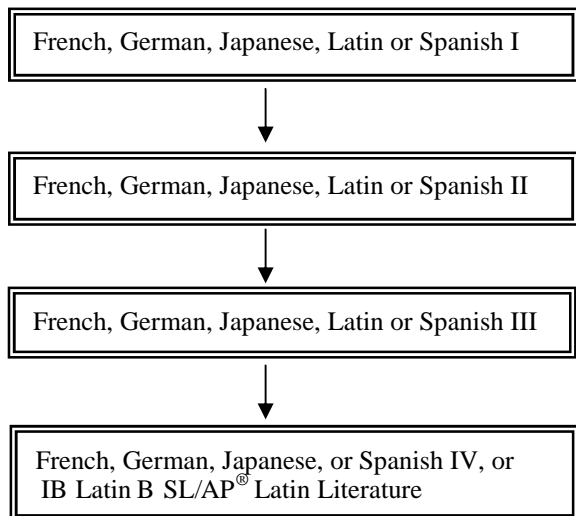 French, German, Japanese, Latin or Spanish I
French, German, Japanese, Latin or Spanish II
French, German, Japanese, Latin or Spanish III
French, German, Japanese, or Spanish IV, or
IB Latin B SL/AP® Latin Literature